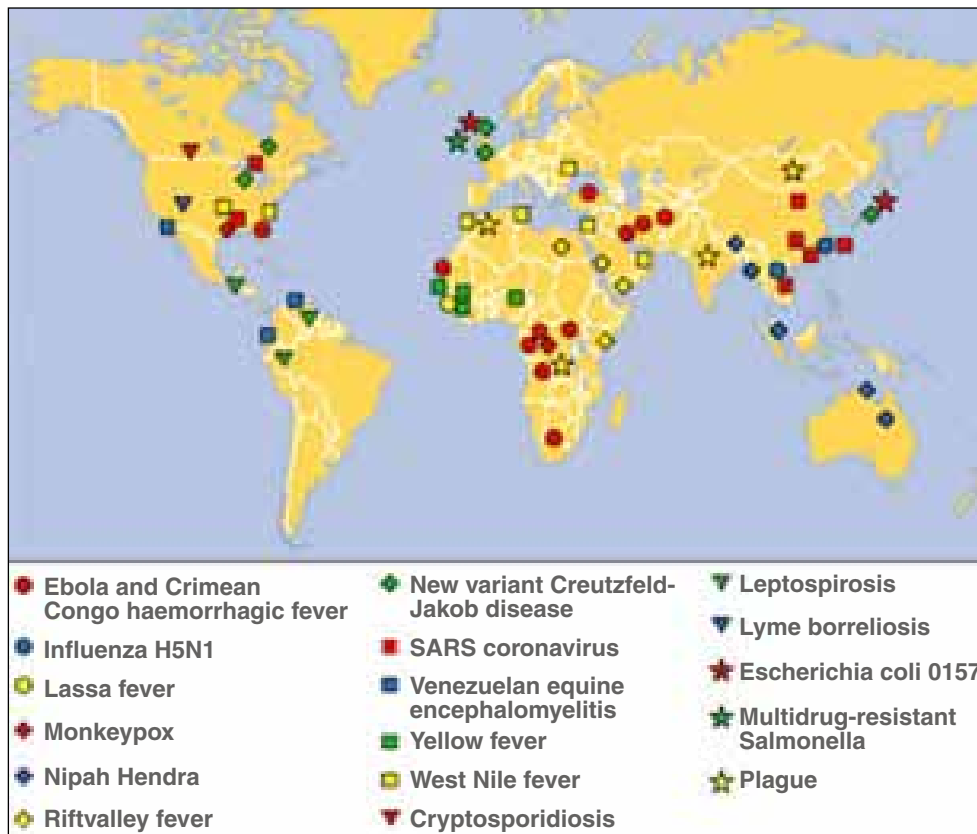 Ebola and Crimean
Congo haemorrhagic fever
Influenza H5N1
Lassa fever
Monkeypox
Nipah Hendra
Riftvalley fever
New variant Creutzfeld-
Jakob disease
SARS coronavirus
Venezuelan equine
encephalomyelitis
Yellow fever
West Nile fever
Cryptosporidiosis
Leptospirosis
Lyme borreliosis
Escherichia coli 0157
Multidrug-resistant
Salmonella
Plague